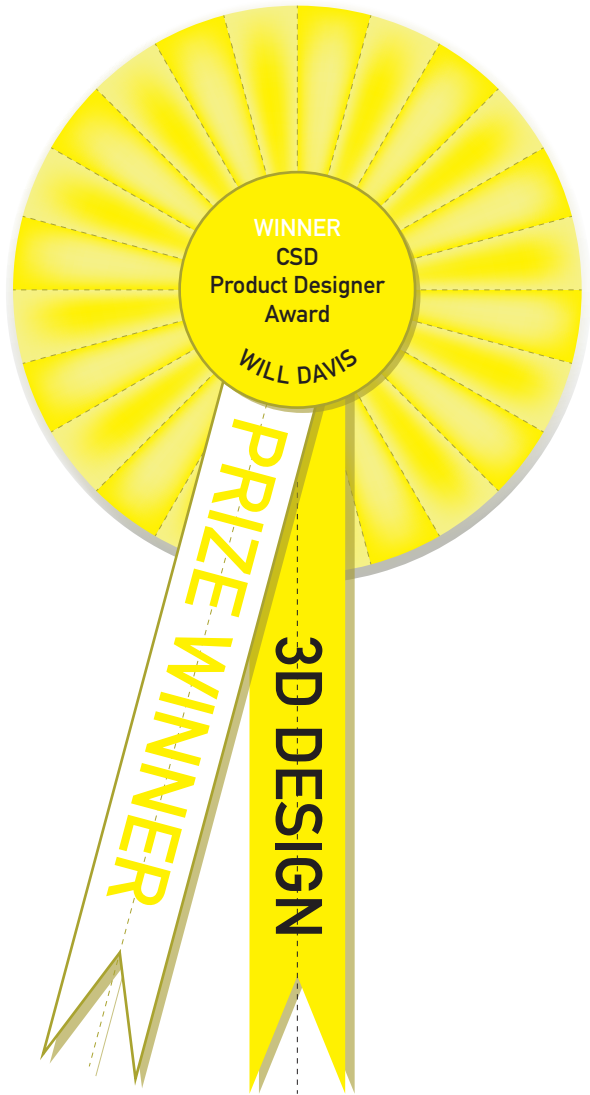 WINNER
CSD
Product Designer
Award
WILL DAVIS
PRIZE WINNER
3D DESIGN